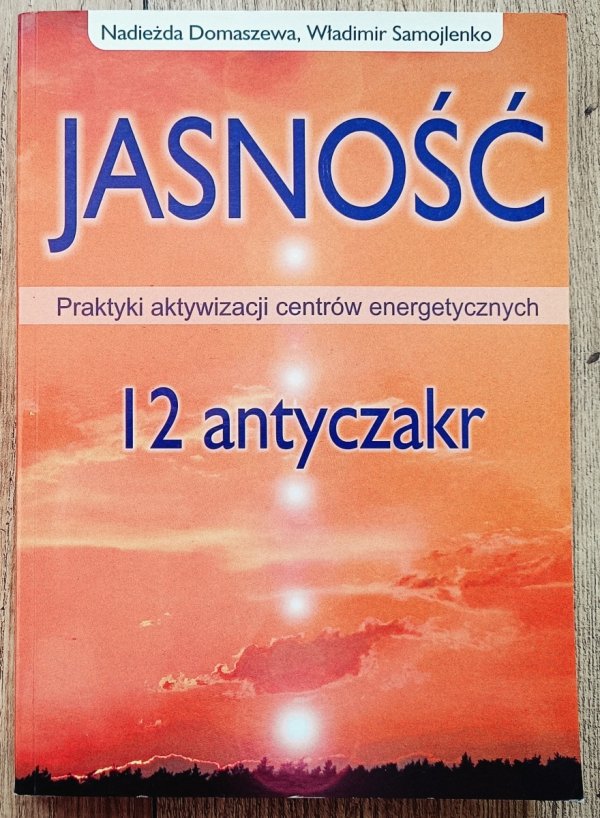 Nadieżda Domaszewa, Władimir Samojlenko
JASNOŚĆ
Praktyki aktywizacji centrów energetycznych
12 antyczakr